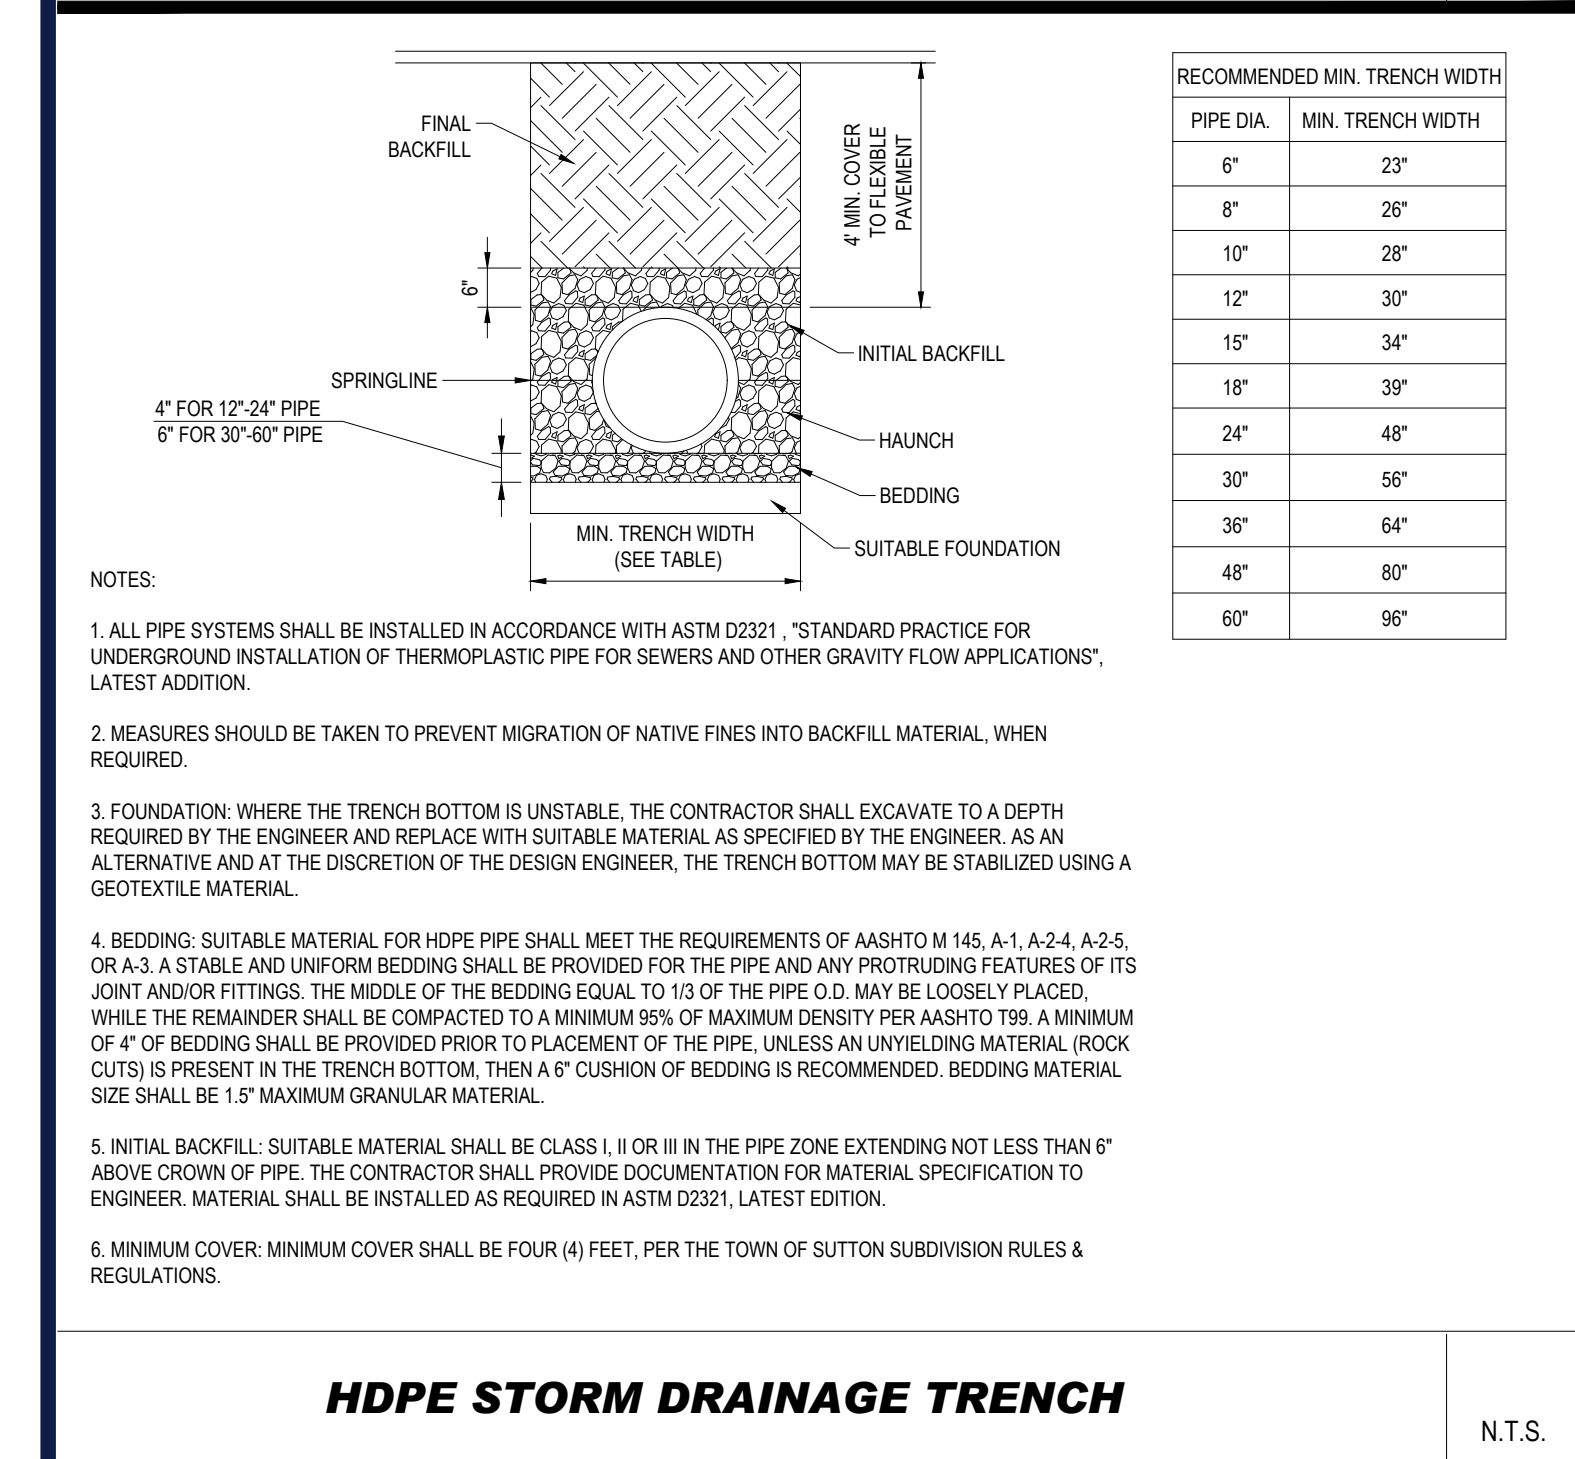 FINAL
BACKFILL
4' MIN. COVER
TO FLEXIBLE
PAVEMENT
6"
INITIAL BACKFILL
SPRINGLINE
4" FOR 12"-24" PIPE
6" FOR 30"-60" PIPE
HAUNCH
BEDDING
MIN. TRENCH WIDTH
(SEE TABLE)
SUITABLE FOUNDATION
RECOMMENDED MIN. TRENCH WIDTH
PIPE DIA. MIN. TRENCH WIDTH
6" 23"
8" 26"
10" 28"
12" 30"
15" 34"
18" 39"
24" 48"
30" 56"
36" 64"
48" 80"
60" 96"
NOTES:
1. ALL PIPE SYSTEMS SHALL BE INSTALLED IN ACCORDANCE WITH ASTM D2321 , "STANDARD PRACTICE FOR
UNDERGROUND INSTALLATION OF THERMOPLASTIC PIPE FOR SEWERS AND OTHER GRAVITY FLOW APPLICATIONS",
LATEST ADDITION.
2. MEASURES SHOULD BE TAKEN TO PREVENT MIGRATION OF NATIVE FINES INTO BACKFILL MATERIAL, WHEN
REQUIRED.
3. FOUNDATION: WHERE THE TRENCH BOTTOM IS UNSTABLE, THE CONTRACTOR SHALL EXCAVATE TO A DEPTH
REQUIRED BY THE ENGINEER AND REPLACE WITH SUITABLE MATERIAL AS SPECIFIED BY THE ENGINEER. AS AN
ALTERNATIVE AND AT THE DISCRETION OF THE DESIGN ENGINEER, THE TRENCH BOTTOM MAY BE STABILIZED USING A
GEOTEXTILE MATERIAL.
4. BEDDING: SUITABLE MATERIAL FOR HDPE PIPE SHALL MEET THE REQUIREMENTS OF AASHTO M 145, A-1, A-2-4, A-2-5,
OR A-3. A STABLE AND UNIFORM BEDDING SHALL BE PROVIDED FOR THE PIPE AND ANY PROTRUDING FEATURES OF ITS
JOINT AND/OR FITTINGS. THE MIDDLE OF THE BEDDING EQUAL TO 1/3 OF THE PIPE O.D. MAY BE LOOSELY PLACED,
WHILE THE REMAINDER SHALL BE COMPACTED TO A MINIMUM 95% OF MAXIMUM DENSITY PER AASHTO T99. A MINIMUM
OF 4" OF BEDDING SHALL BE PROVIDED PRIOR TO PLACEMENT OF THE PIPE, UNLESS AN UNYIELDING MATERIAL (ROCK
CUTS) IS PRESENT IN THE TRENCH BOTTOM, THEN A 6" CUSHION OF BEDDING IS RECOMMENDED. BEDDING MATERIAL
SIZE SHALL BE 1.5" MAXIMUM GRANULAR MATERIAL.
5. INITIAL BACKFILL: SUITABLE MATERIAL SHALL BE CLASS I, II OR III IN THE PIPE ZONE EXTENDING NOT LESS THAN 6"
ABOVE CROWN OF PIPE. THE CONTRACTOR SHALL PROVIDE DOCUMENTATION FOR MATERIAL SPECIFICATION TO
ENGINEER. MATERIAL SHALL BE INSTALLED AS REQUIRED IN ASTM D2321, LATEST EDITION.
6. MINIMUM COVER: MINIMUM COVER SHALL BE FOUR (4) FEET, PER THE TOWN OF SUTTON SUBDIVISION RULES &
REGULATIONS.
HDPE STORM DRAINAGE TRENCH
N.T.S.